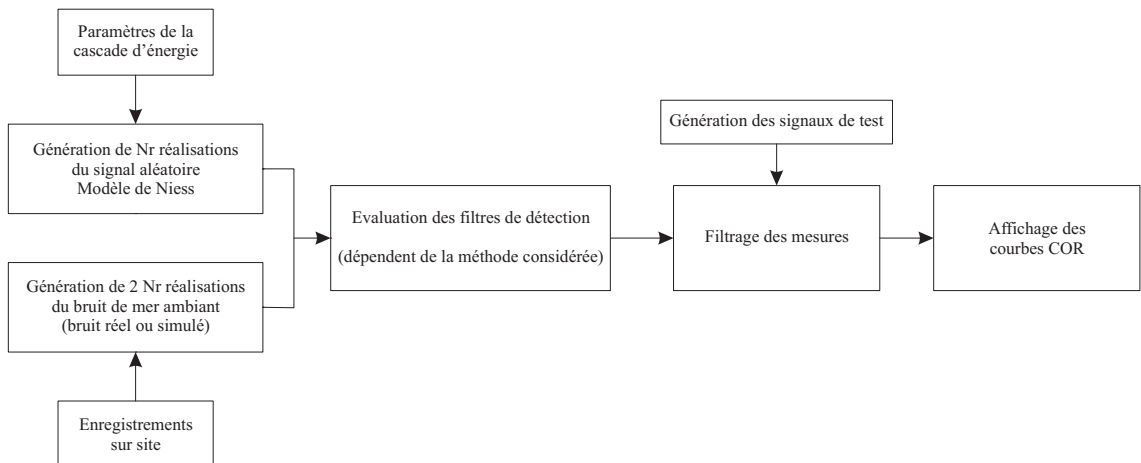 Paramètres de la
cascade d'énergie
Génération de Nr réalisations
du signal aléatoire
Modèle de Niess
Génération de 2 Nr réalisations
du bruit de mer ambiant
(bruit réel ou simulé)
Enregistrements
sur site
Evaluation des filtres de détection
(dépendent de la méthode considérée)
Génération des signaux de test
Filtrage des mesures
Affichage des
courbes COR